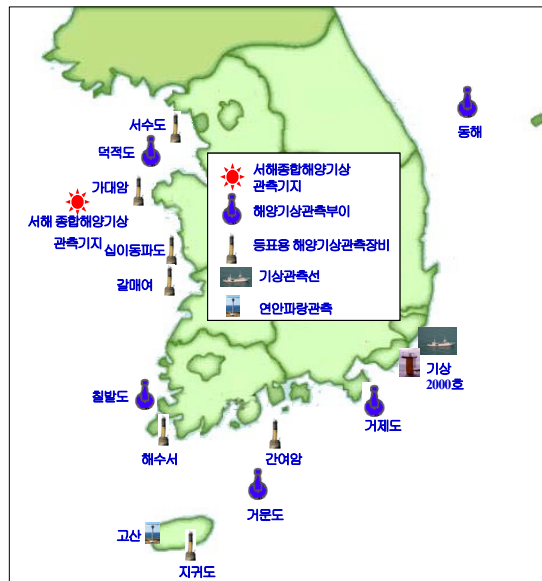 서수도
덕적도
가대암
서해 종합해양기상
관측기지
십이동파도
갈매여
칠발도
해수서
고산
지귀도
간여암
거문도
거제도
기상
2000호
동해
서해종합해양기상
관측기지
해양기상관측부이
등표용 해양기상관측장비
기상관측선
연안파랑관측